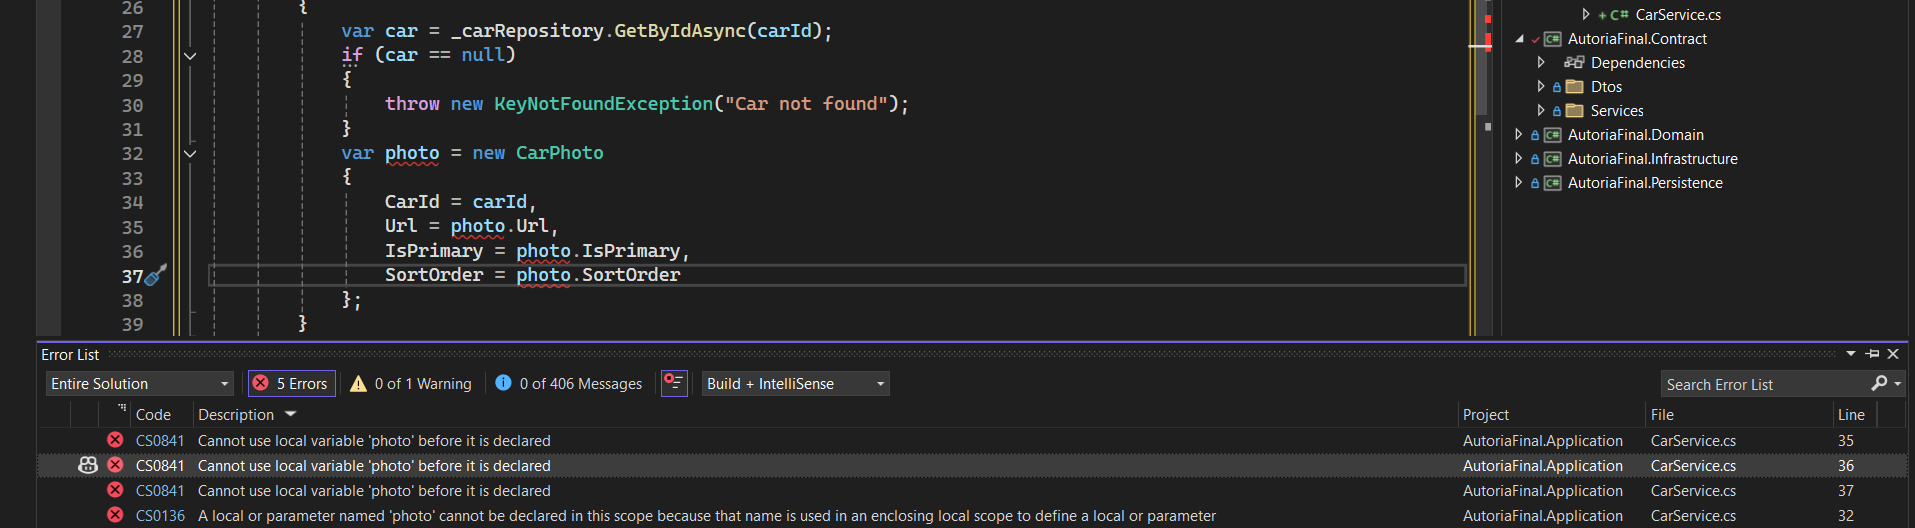 26 {
27 var car = _carRepository.GetByIdAsync(carId);
28 if (car == null)
29 {
30 throw new KeyNotFoundException("Car not found");
31 }
32 var photo = new CarPhoto
33 {
34 CarId = carId,
35 Url = photo.Url,
36 IsPrimary = photo.IsPrimary,
37 SortOrder = photo.SortOrder
38 };
39 }
+ C# CarService.cs
C# AutoriaFinal.Contract
Dependencies
Dtos
Services
C# AutoriaFinal.Domain
C# AutoriaFinal.Infrastructure
C# AutoriaFinal.Persistence
Error List
Entire Solution 5 Errors 0 of 1 Warning 0 of 406 Messages Build + IntelliSense Search Error List
Code Description Project File Line
CS0841 Cannot use local variable 'photo' before it is declared AutoriaFinal.Application CarService.cs 35
CS0841 Cannot use local variable 'photo' before it is declared AutoriaFinal.Application CarService.cs 36
CS0841 Cannot use local variable 'photo' before it is declared AutoriaFinal.Application CarService.cs 37
CS0136 A local or parameter named 'photo' cannot be declared in this scope because that name is used in an enclosing local scope to define a local or parameter AutoriaFinal.Application CarService.cs 32